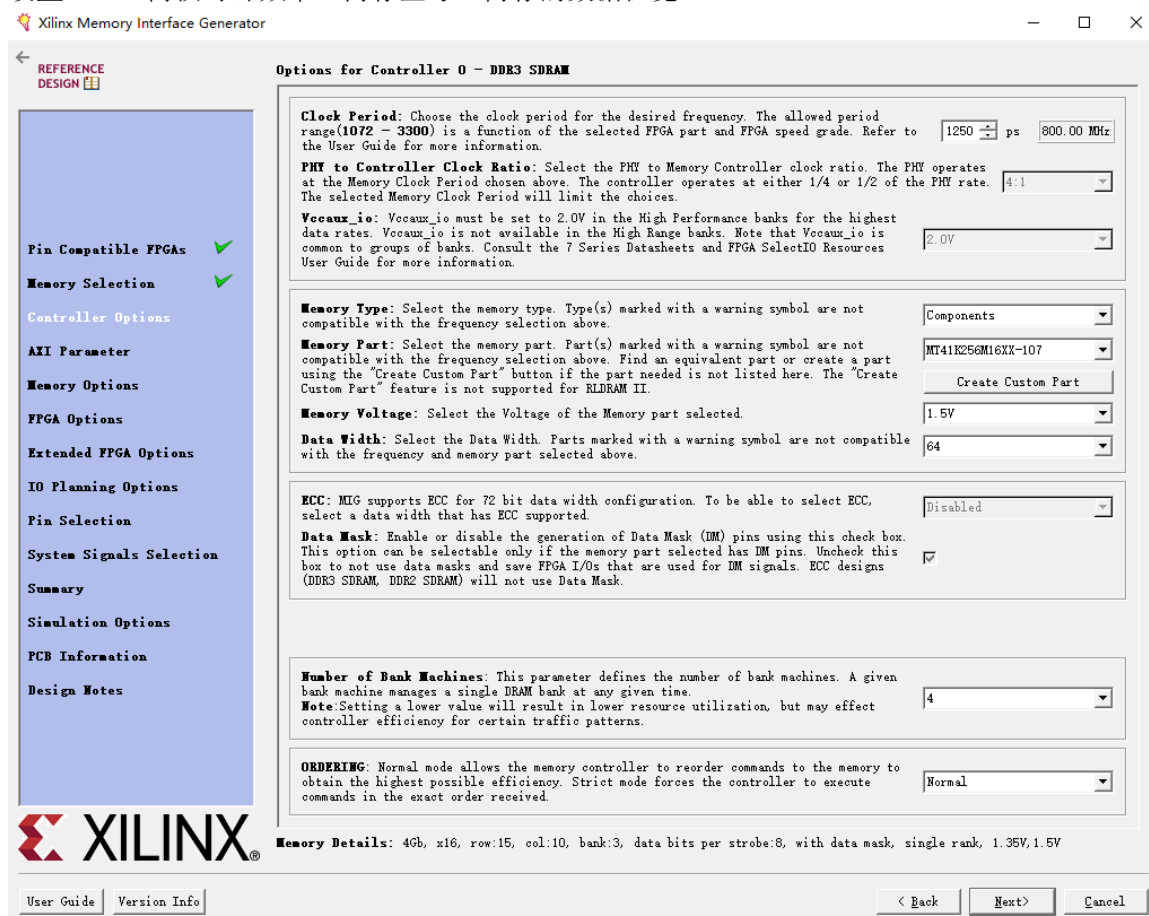 Xilinx Memory Interface Generator
REFERENCE
DESIGN
Options for Controller 0 - DDR3 SDRAM
Clock Period: Choose the clock period for the desired frequency. The allowed period
range(1072 - 3300) is a function of the selected FPGA part and FPGA speed grade. Refer to
the User Guide for more information.
1250 ps 800.00 MHz
PHY to Controller Clock Ratio: Select the PHY to Memory Controller clock ratio. The PHY operates
at the Memory Clock Period chosen above. The controller operates at either 1/4 or 1/2 of the PHY rate.
The selected Memory Clock Period will limit the choices.
4:1
Vccaux_io: Vccaux_io must be set to 2.0V in the High Performance banks for the highest
data rates. Vccaux_io is not available in the High Range banks. Note that Vccaux_io is
common to groups of banks. Consult the 7 Series Datasheets and FPGA SelectIO Resources
User Guide for more information.
2.0V
Pin Compatible FPGAs
Memory Selection
Controller Options
AXI Parameter
Memory Options
FPGA Options
Extended FPGA Options
IO Planning Options
Pin Selection
System Signals Selection
Summary
Simulation Options
PCB Information
Design Notes
Memory Type: Select the memory type. Type(s) marked with a warning symbol are not
compatible with the frequency selection above.
Components
Memory Part: Select the memory part. Part(s) marked with a warning symbol are not
compatible with the frequency selection above. Find an equivalent part or create a part
using the "Create Custom Part" button if the part needed is not listed here. The "Create
Custom Part" feature is not supported for RLDRAM II.
MT41K256M16XX-107
Create Custom Part
Memory Voltage: Select the Voltage of the Memory part selected.
1.5V
Data Width: Select the Data Width. Parts marked with a warning symbol are not compatible
with the frequency and memory part selected above.
64
ECC: MIG supports ECC for 72 bit data width configuration. To be able to select ECC,
select a data width that has ECC supported.
Disabled
Data Mask: Enable or disable the generation of Data Mask (DM) pins using this check box.
This option can be selectable only if the memory part selected has DM pins. Uncheck this
box to not use data masks and save FPGA I/Os that are used for DM signals. ECC designs
(DDR3 SDRAM, DDR2 SDRAM) will not use Data Mask.
Number of Bank Machines: This parameter defines the number of bank machines. A given
bank machine manages a single DRAM bank at any given time.
Note:Setting a lower value will result in lower resource utilization, but may effect
controller efficiency for certain traffic patterns.
4
ORDERING: Normal mode allows the memory controller to reorder commands to the memory to
obtain the highest possible efficiency. Strict mode forces the controller to execute
commands in the exact order received.
Normal
XILINX®
Memory Details: 4Gb, x16, row:15, col:10, bank:3, data bits per strobe:8, with data mask, single rank, 1.35V,1.5V
User Guide Version Info < Back Next> Cancel